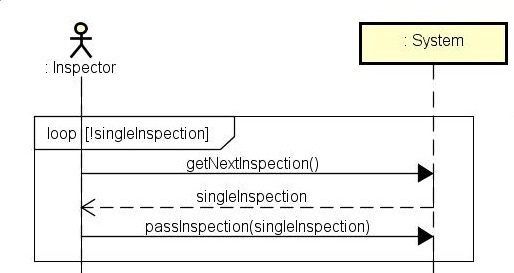 : Inspector
: System
loop [!singleInspection]
getNextInspection()
singleInspection
passInspection(singleInspection)